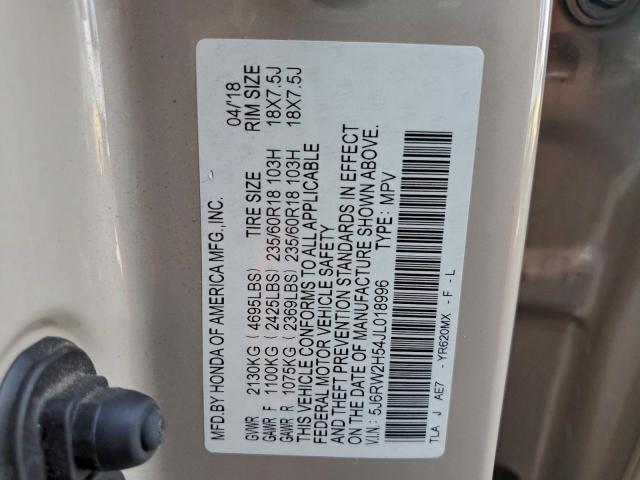 MFD.BY HONDA OF AMERICA MFG.,INC. 04/'18
GVWR 2130KG ( 4695LBS) TIRE SIZE RIM SIZE
GAWR F 1100KG ( 2425LBS) 235/60R18 103H 18X7.5J
GAWR R 1075KG ( 2369LBS) 235/60R18 103H 18X7.5J
THIS VEHICLE CONFORMS TO ALL APPLICABLE
FEDERAL MOTOR VEHICLE SAFETY
AND THEFT PREVENTION STANDARDS IN EFFECT
ON THE DATE OF MANUFACTURE SHOWN ABOVE.
V.I.N.: 5J6RW2H54JL018996 TYPE: MPV
TLA J AE7 - YR620MX - F - L